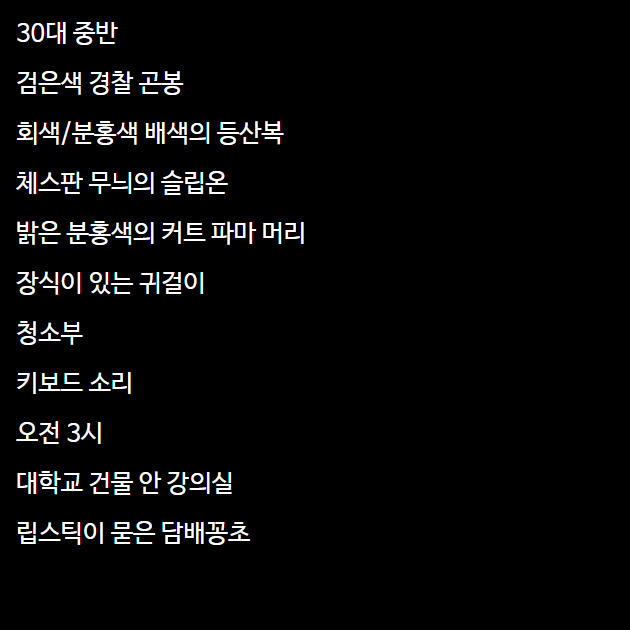 30대 중반
검은색 경찰 곤봉
회색/분홍색 배색의 등산복
체스판 무늬의 슬립온
밝은 분홍색의 커트 파마 머리
장식이 있는 귀걸이
청소부
키보드 소리
오전 3시
대학교 건물 안 강의실
립스틱이 묻은 담배꽁초